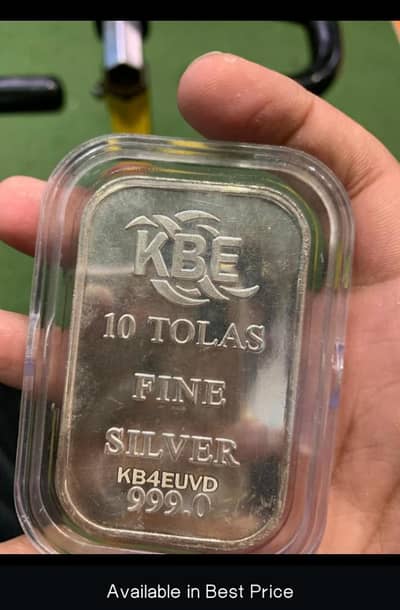 KBE
10 TOLAS
FINE
SILVER
KB4EUVD
999.0
Available in Best Price